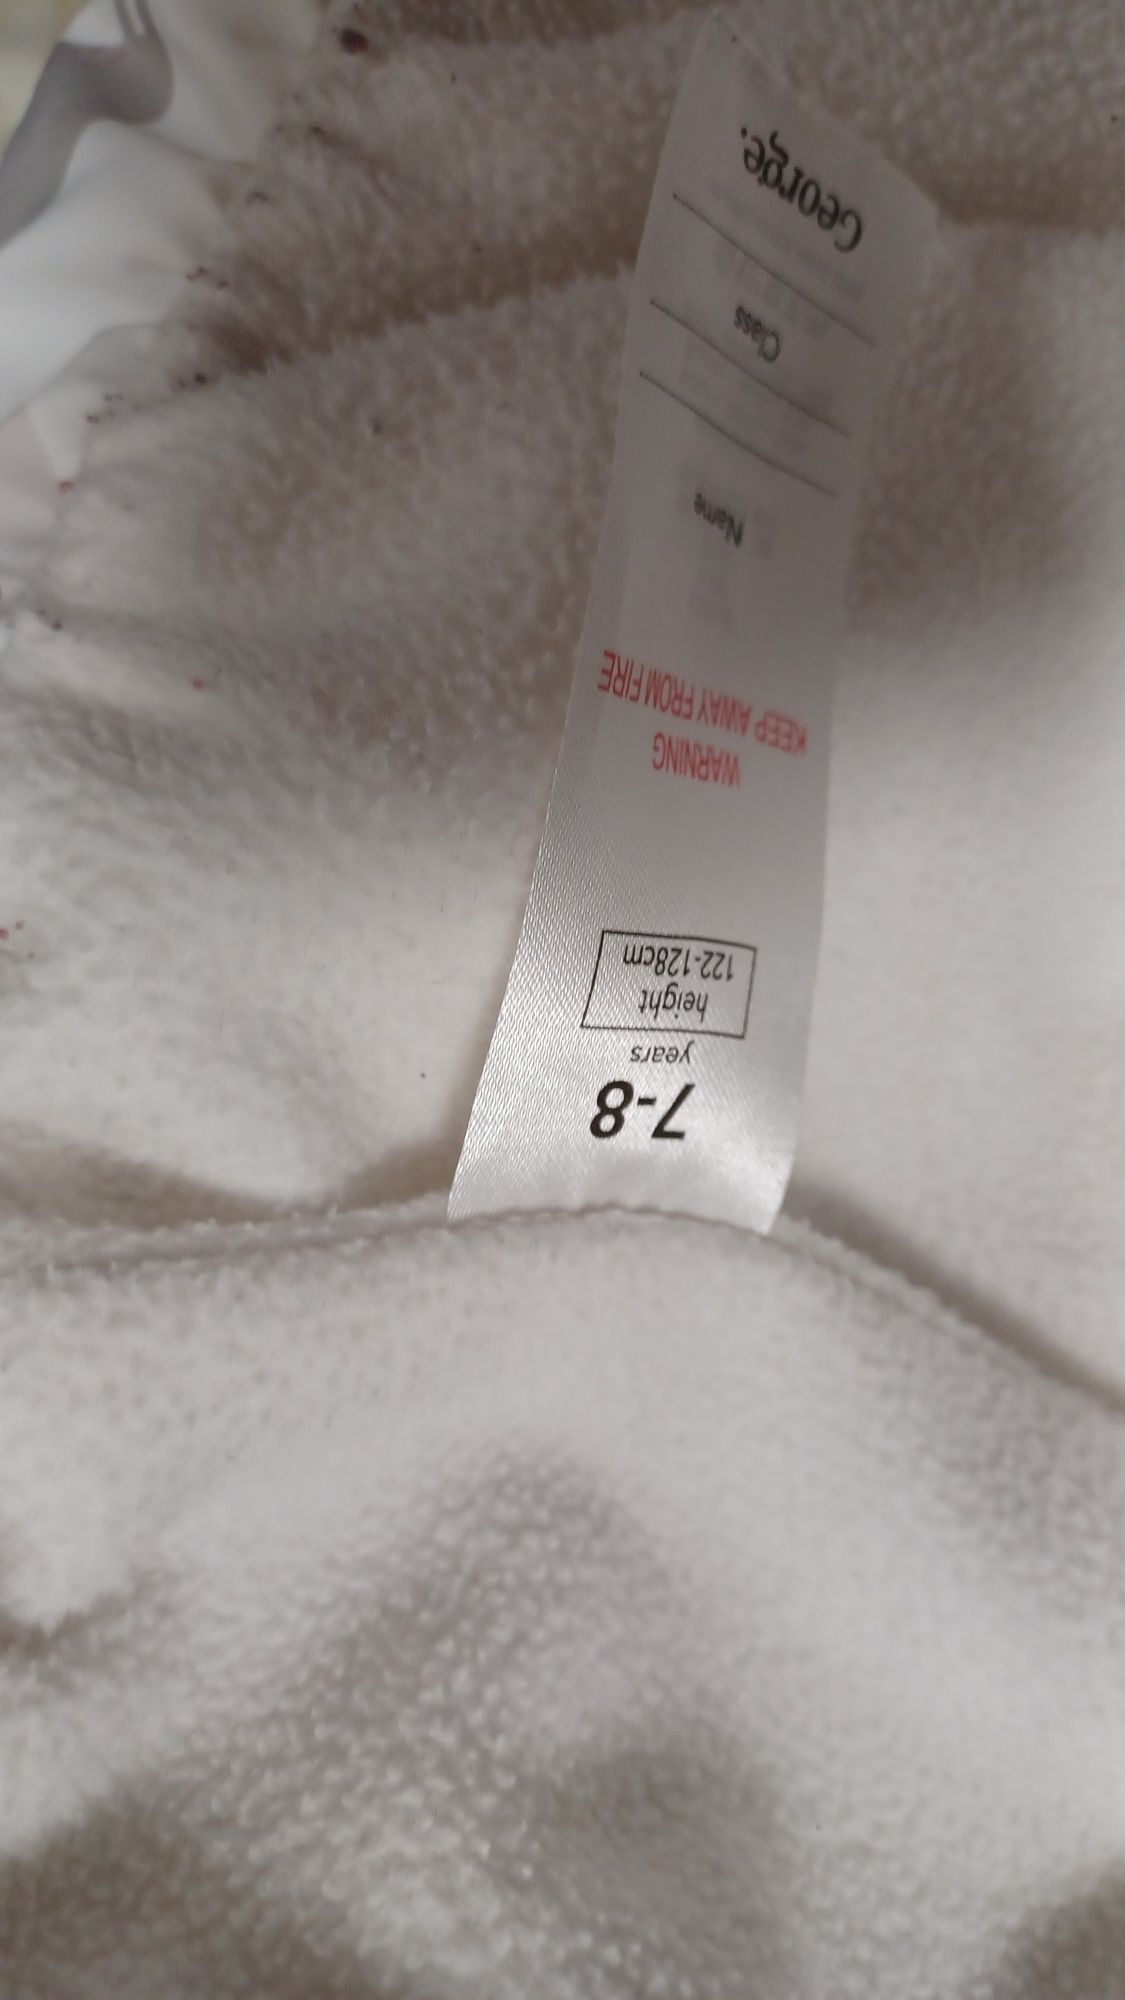 7-8
years
height
122-128cm
WARNING
KEEP AWAY FROM FIRE
Name
Class
George.